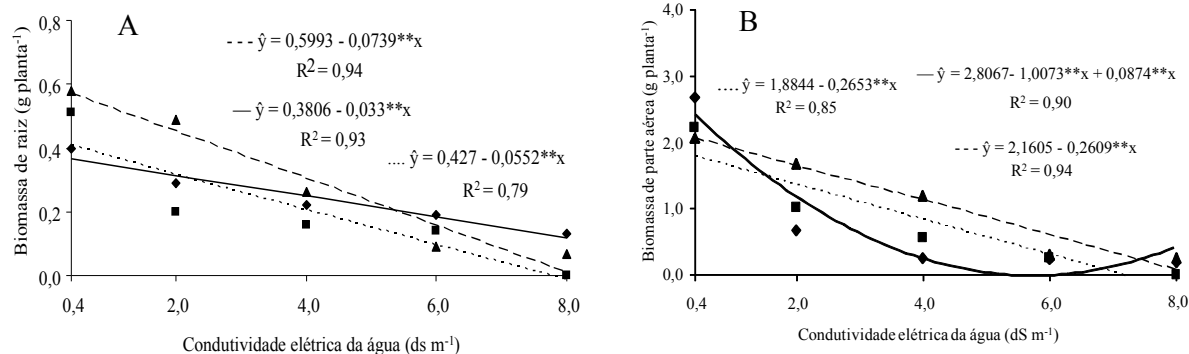 A
Biomassa de raiz (g planta-1)
0,8
0,6
0,4
0,2
0,0
0,4
2,0
4,0
6,0
8,0
Condutividade elétrica da água (ds m-1)
--- ŷ = 0,5993 - 0,0739**x
R2 = 0,94
— ŷ = 0,3806 - 0,033**x
R2 = 0,93
.... ŷ = 0,427 - 0,0552**x
R2 = 0,79
B
Biomassa de parte aérea (g planta-1)
4,0
3,0
2,0
1,0
0,0
0,4
2,0
4,0
6,0
8,0
Condutividade elétrica da água (dS m-1)
.... ŷ = 1,8844 - 0,2653**x
R2 = 0,85
— ŷ = 2,8067- 1,0073**x + 0,0874**x
R2 = 0,90
--- ŷ = 2,1605 - 0,2609**x
R2 = 0,94